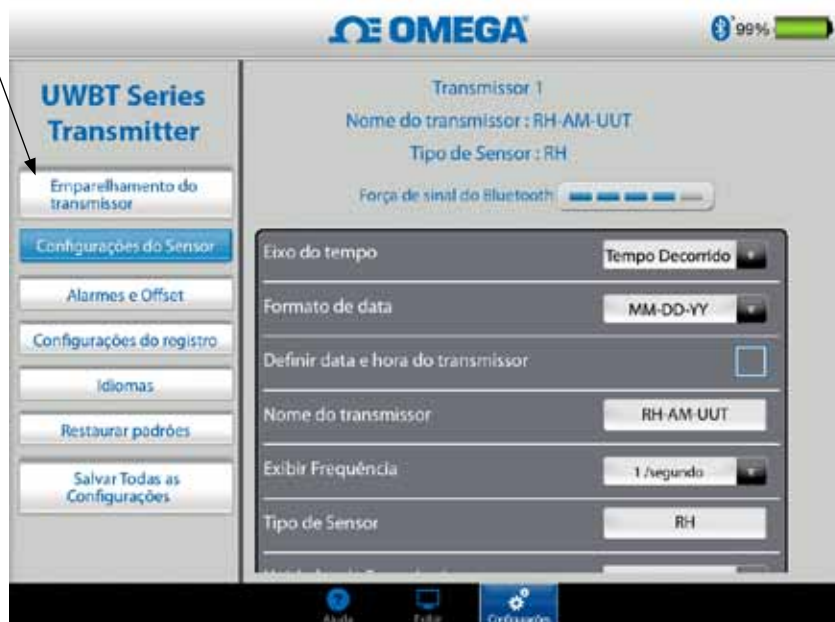 OMEGA
99%
UWBT Series
Transmitter
Emparelhamento do
transmissor
Configurações do Sensor
Alarmes e Offset
Configurações do registro
Idiomas
Restaurar padrões
Salvar Todas as
Configurações
Transmissor 1
Nome do transmissor : RH-AM-UUT
Tipo de Sensor : RH
Força de sinal do Bluetooth
Eixo do tempo
Tempo Decorrido
Formato de data
MM-DD-YY
Definir data e hora do transmissor
Nome do transmissor
RH-AM-UUT
Exibir Frequência
1 /segundo
Tipo de Sensor
RH
Ajuda
Exibir
Configurações